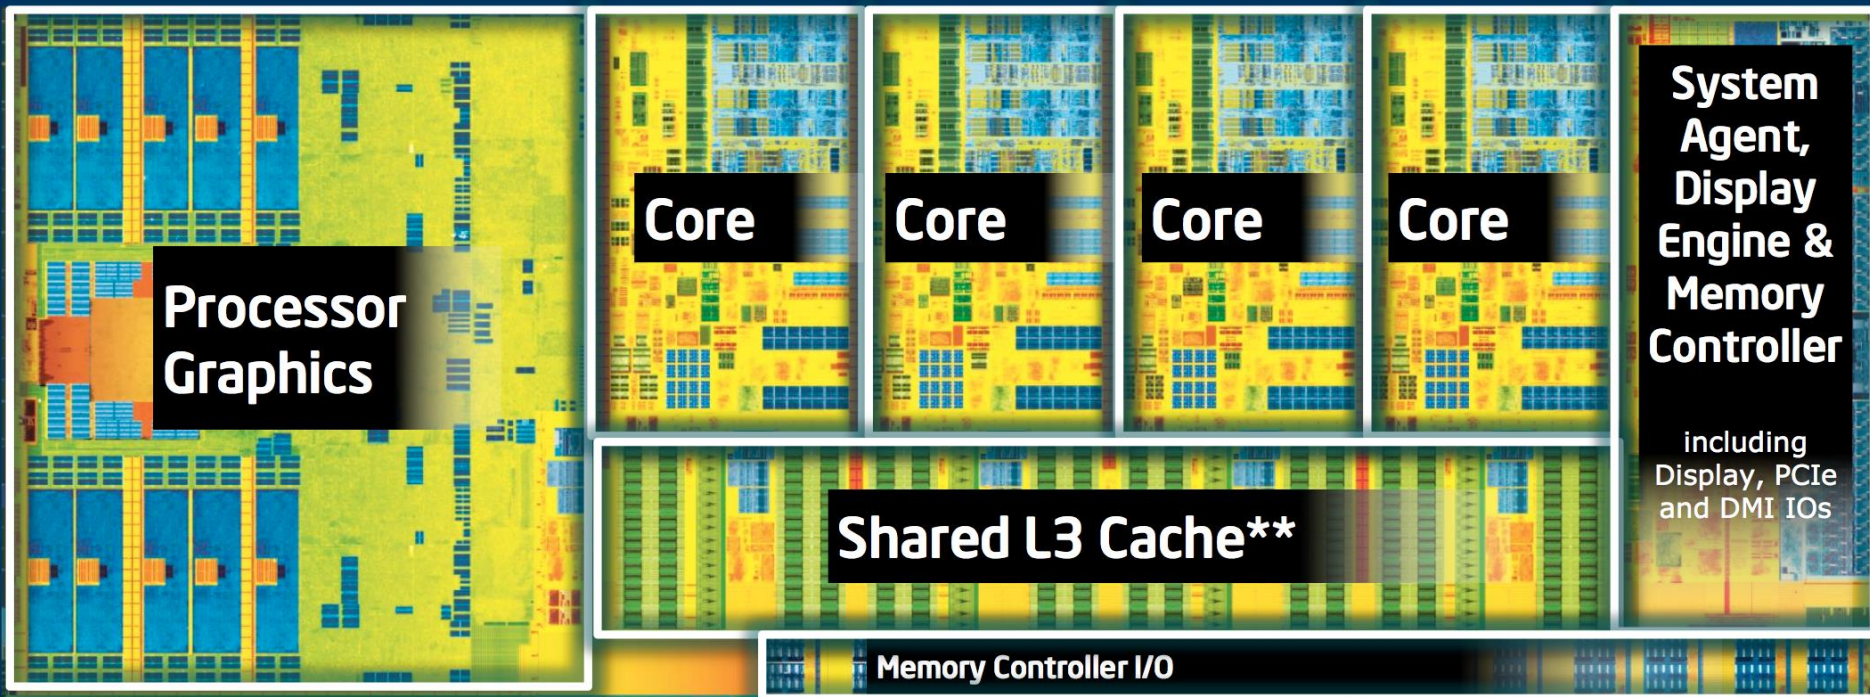 Processor
Graphics
Core
Core
Core
Core
System
Agent,
Display
Engine &
Memory
Controller
including
Display, PCIe
and DMI IOs
Shared L3 Cache**
Memory Controller I/O